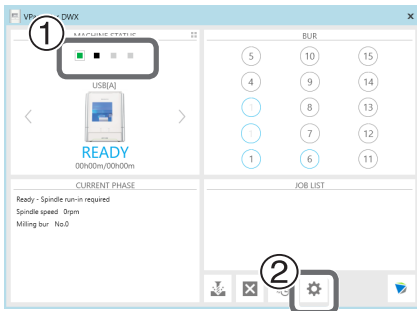 DWX
x
①
MACHINE STATUS
USB[A]
READY
00h00m/00h00m
BUR
5 10 15
4 9 14
8 13
7 12
1 6 11
CURRENT PHASE
Ready - Spindle run-in required
Spindle speed 0rpm
Milling bur No.0
JOB LIST
②